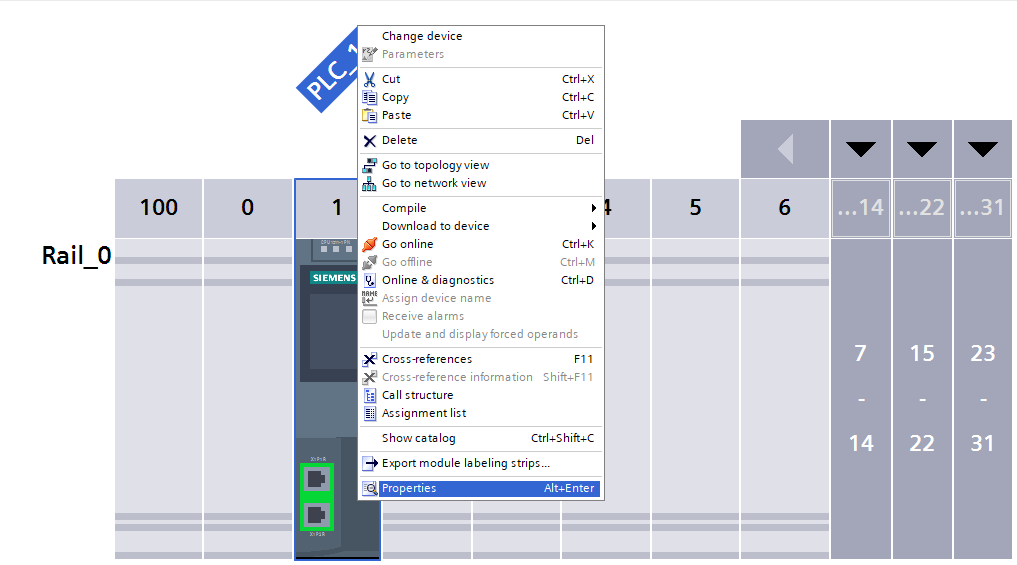 PLC_1
Change device
Parameters
Cut Ctrl+X
Copy Ctrl+C
Paste Ctrl+V
Delete Del
Go to topology view
Go to network view
Compile
Download to device
Go online Ctrl+K
Go offline Ctrl+M
Online & diagnostics Ctrl+D
Assign device name
Receive alarms
Update and display forced operands
Cross-references F11
Cross-reference information Shift+F11
Call structure
Assignment list
Show catalog Ctrl+Shift+C
Export module labeling strips...
Properties Alt+Enter
100 0 1 4 5 6 ...14 ...22 ...31
Rail_0
SIEMENS
7 15 23
- - -
14 22 31
X1P1R
X1P2R